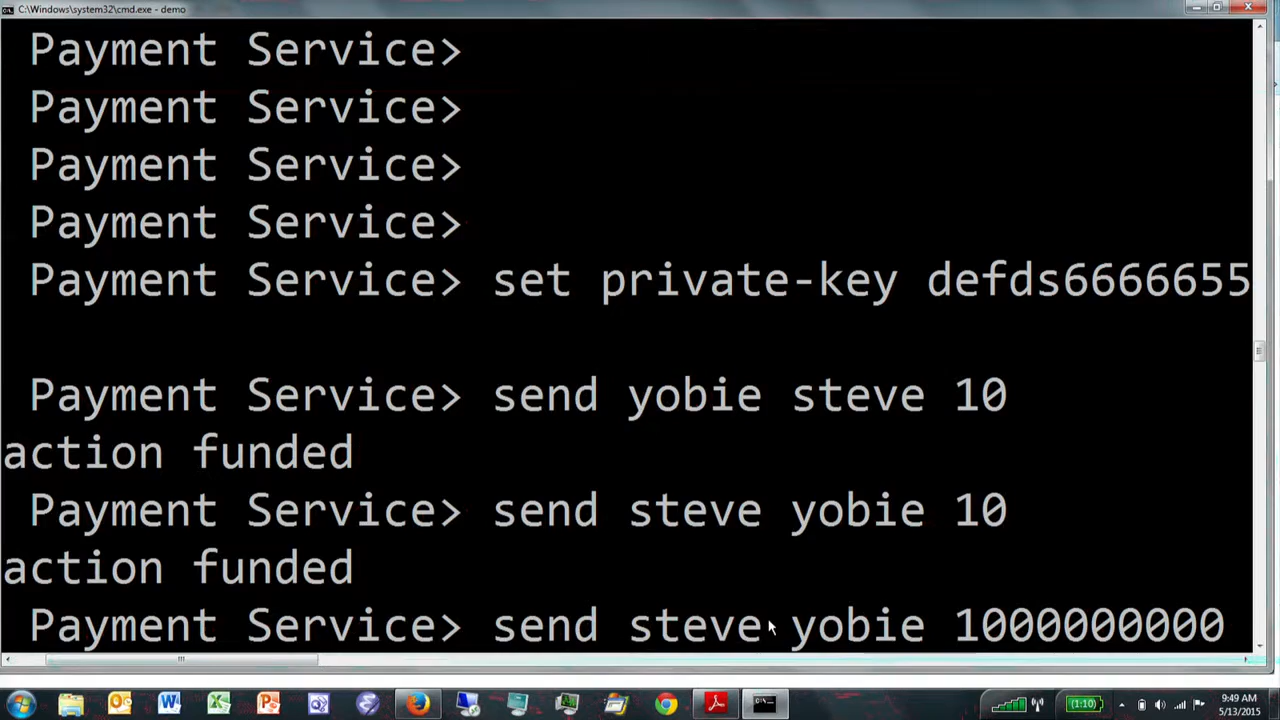 C:\Windows\system32\cmd.exe - demo
Payment Service>
Payment Service>
Payment Service>
Payment Service>
Payment Service> set private-key defds6666655
Payment Service> send yobie steve 10
action funded
Payment Service> send steve yobie 10
action funded
Payment Service> send steve yobie 1000000000
(1:10)
9:49 AM
5/13/2015